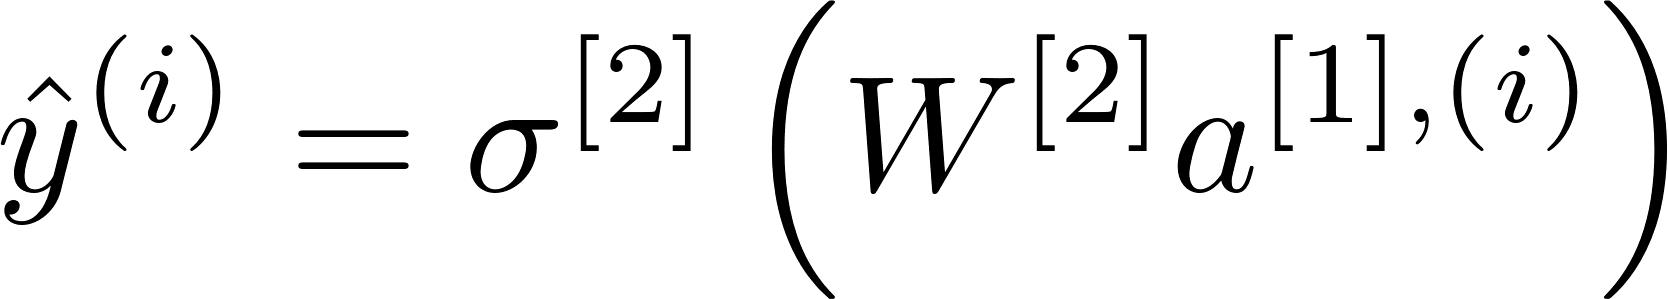 ŷ^{(i)} = σ^{[2]} (W^{[2]} a^{[1],(i)})